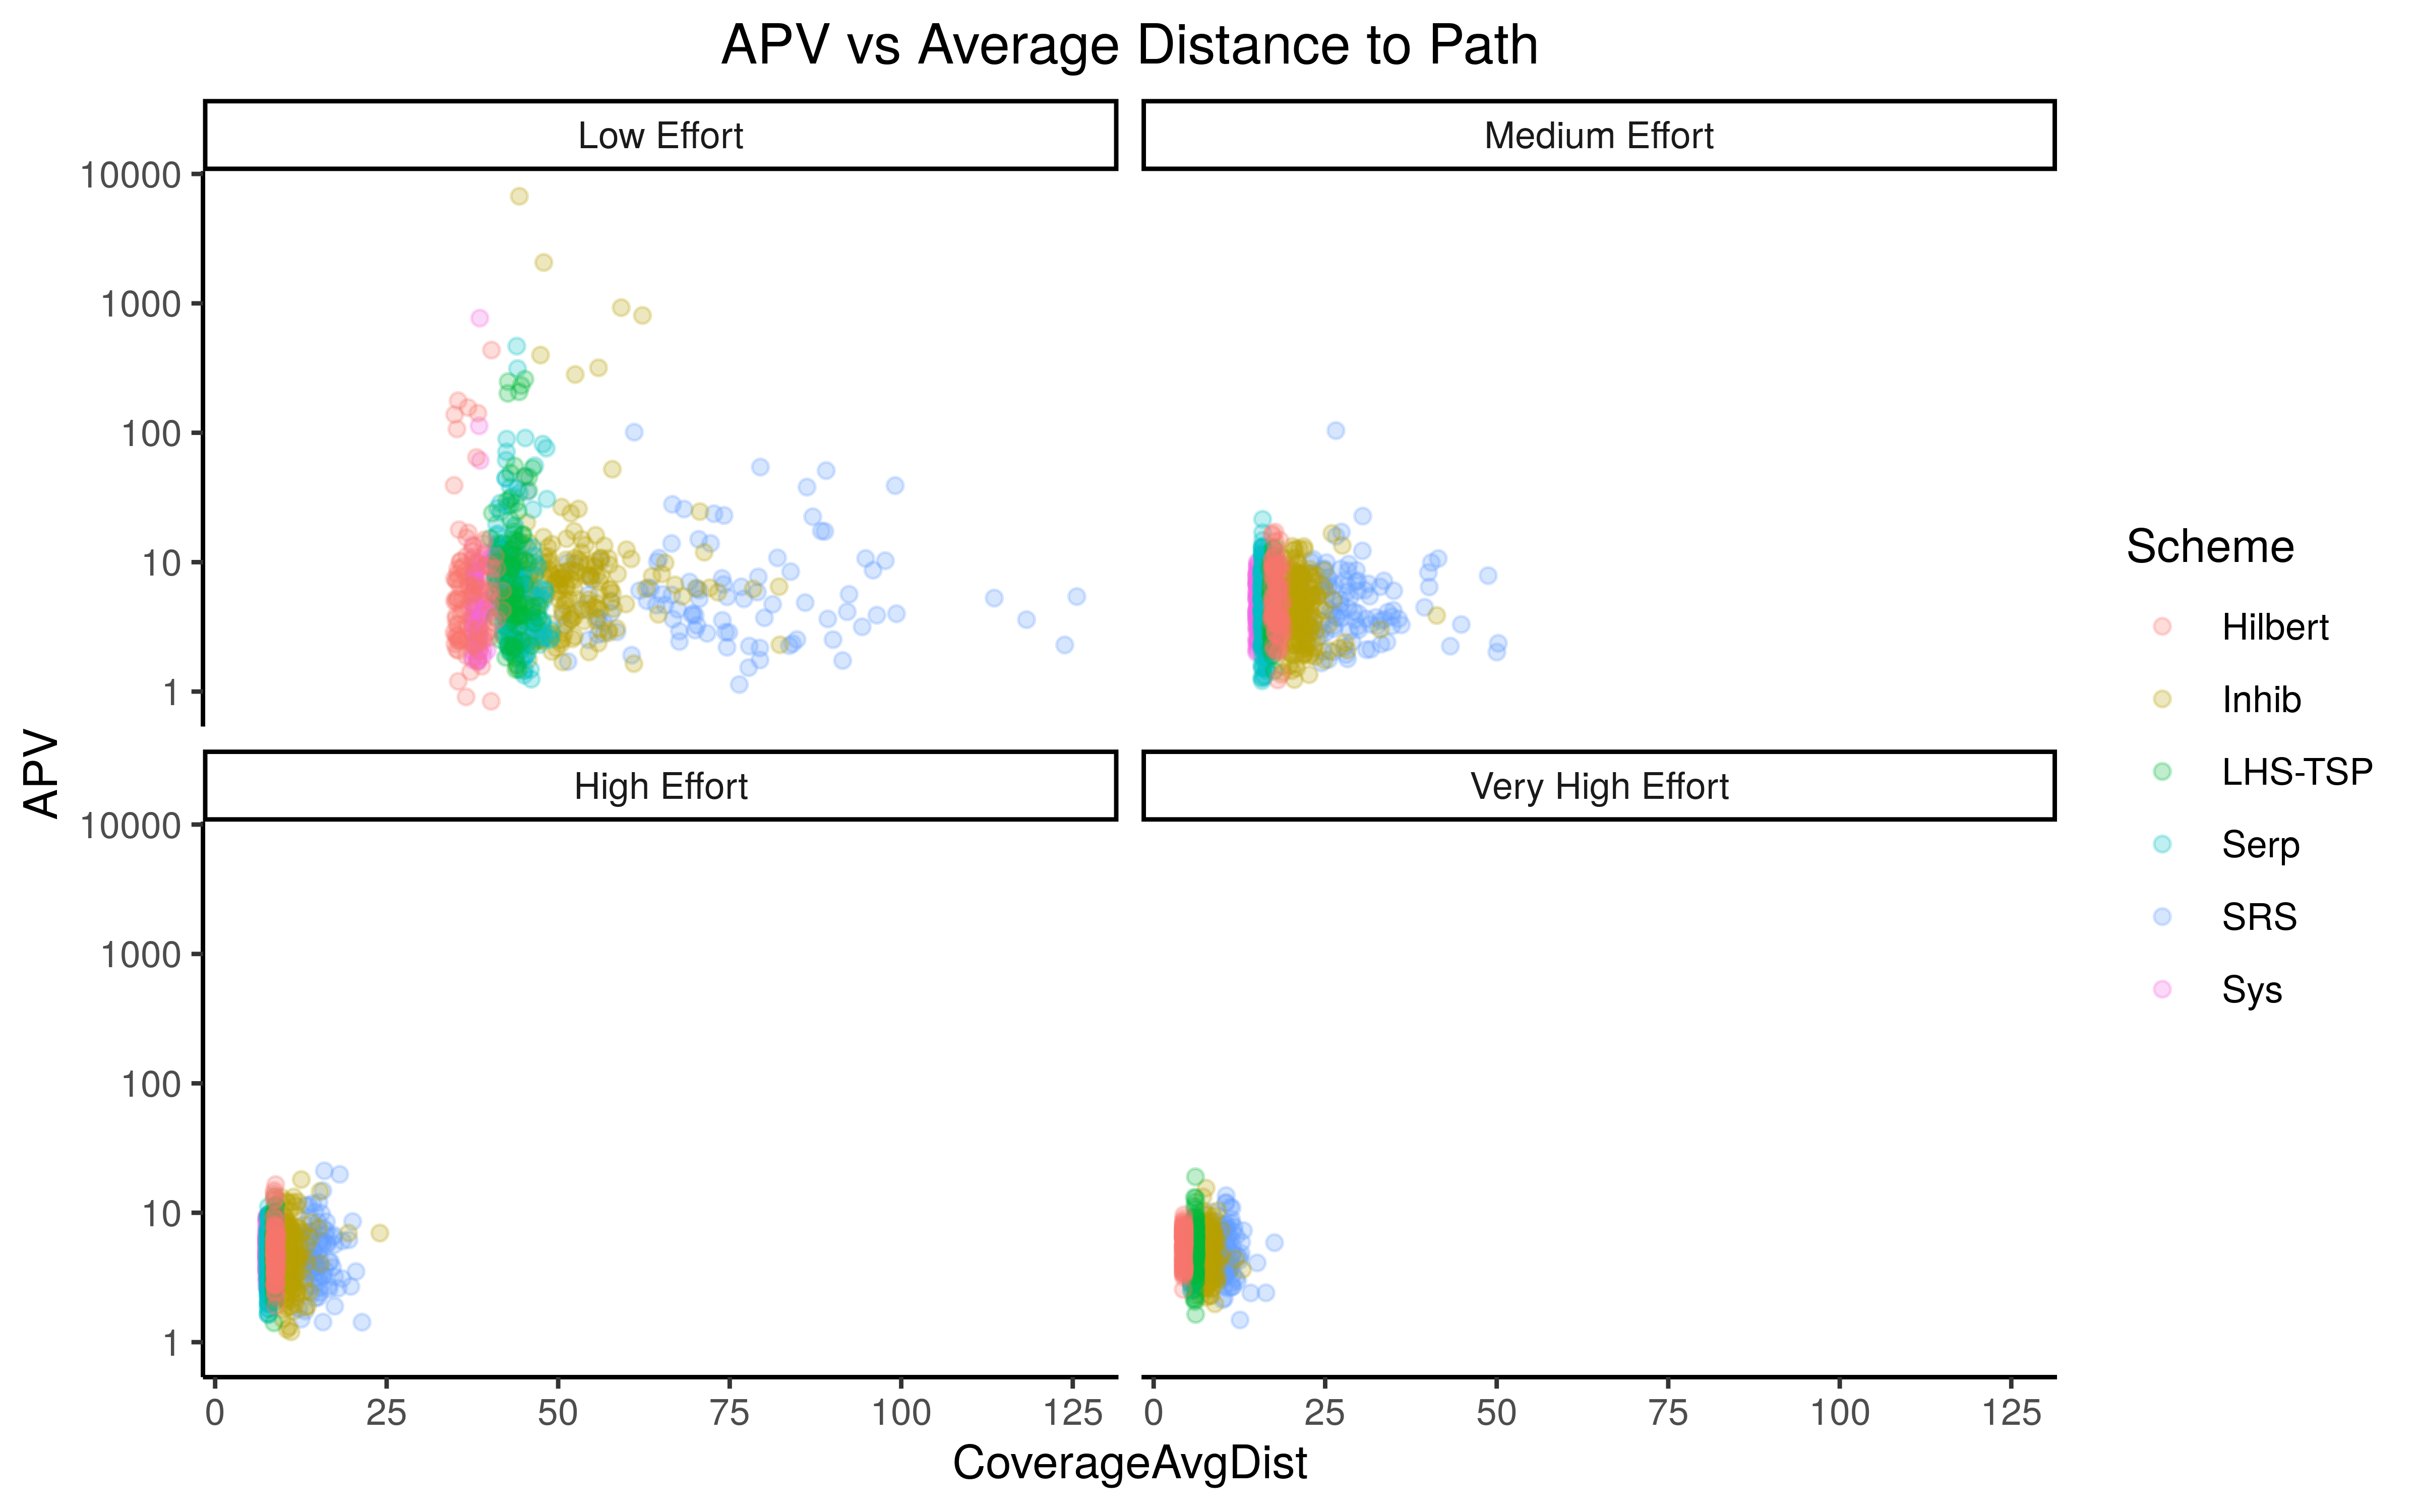 APV vs Average Distance to Path
Low Effort
Medium Effort
10000
1000
100
10
1
High Effort
Very High Effort
10000
1000
100
10
1
APV
0 25 50 75 100 125
0 25 50 75 100 125
CoverageAvgDist
Scheme
Hilbert
Inhib
LHS-TSP
Serp
SRS
Sys